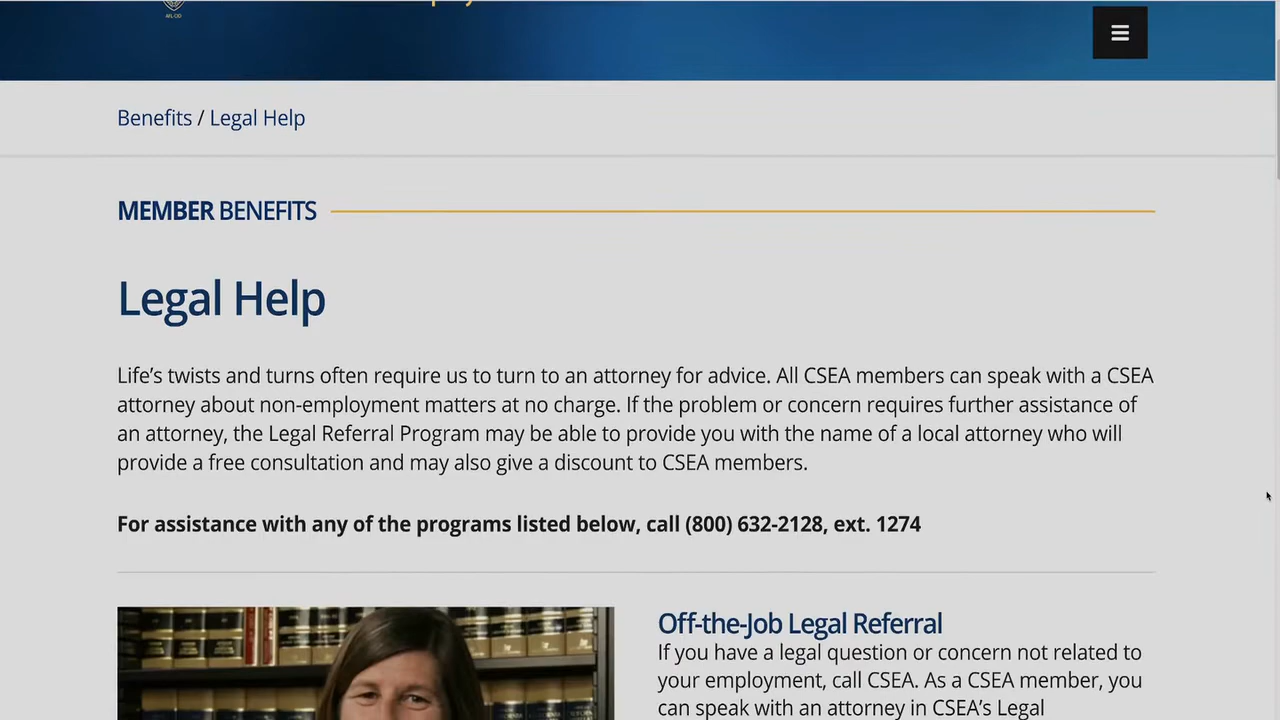 Benefits / Legal Help
MEMBER BENEFITS
Legal Help
Life's twists and turns often require us to turn to an attorney for advice. All CSEA members can speak with a CSEA
attorney about non-employment matters at no charge. If the problem or concern requires further assistance of
an attorney, the Legal Referral Program may be able to provide you with the name of a local attorney who will
provide a free consultation and may also give a discount to CSEA members.
For assistance with any of the programs listed below, call (800) 632-2128, ext. 1274
Off-the-Job Legal Referral
If you have a legal question or concern not related to
your employment, call CSEA. As a CSEA member, you
can speak with an attorney in CSEA's Legal